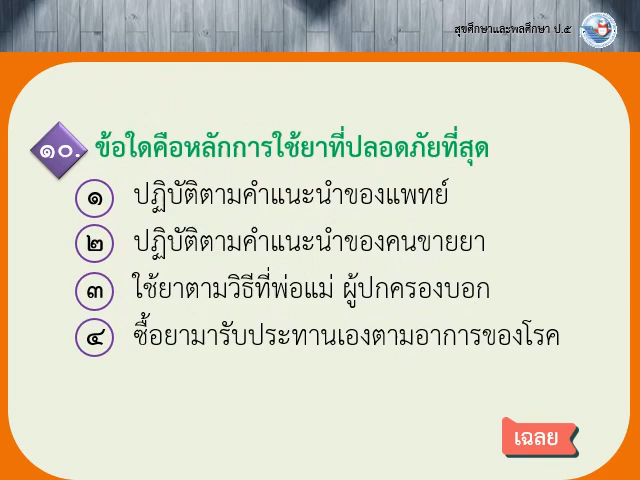 สุขศึกษาและพลศึกษา ป.๕
๑๐. ข้อใดคือหลักการใช้ยาที่ปลอดภัยที่สุด
๑ ปฏิบัติตามคำแนะนำของแพทย์
๒ ปฏิบัติตามคำแนะนำของคนขายยา
๓ ใช้ยาตามวิธีที่พ่อแม่ ผู้ปกครองบอก
๔ ซื้อยามารับประทานเองตามอาการของโรค
เฉลย